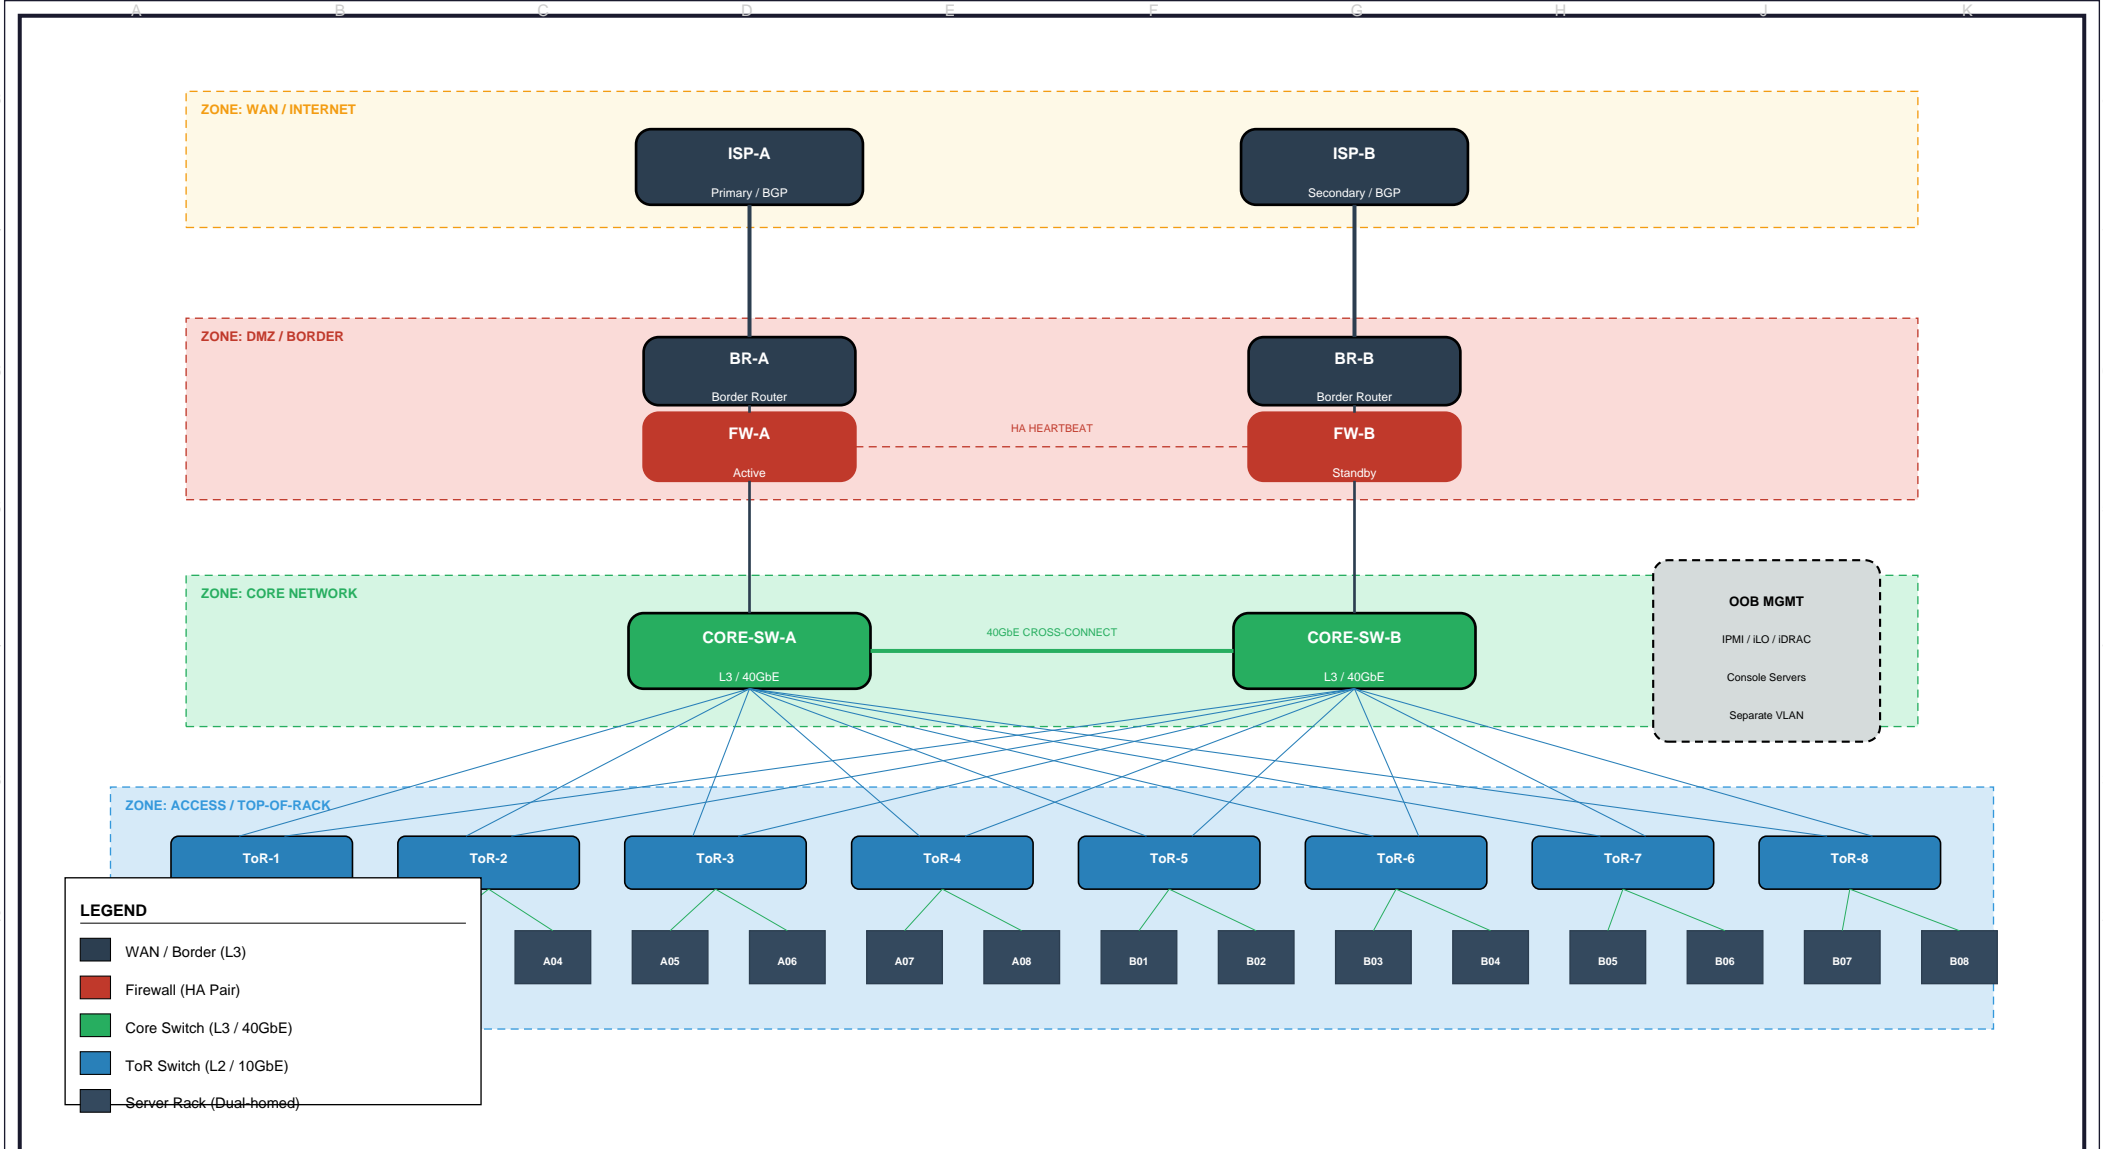 A B C D E F G H J K
ZONE: WAN / INTERNET
ISP-A
Primary / BGP
ISP-B
Secondary / BGP
ZONE: DMZ / BORDER
BR-A
Border Router
BR-B
Border Router
FW-A
Active
HA HEARTBEAT
FW-B
Standby
ZONE: CORE NETWORK
CORE-SW-A
L3 / 40GbE
40GbE CROSS-CONNECT
CORE-SW-B
L3 / 40GbE
OOB MGMT
IPMI / iLO / iDRAC
Console Servers
Separate VLAN
ZONE: ACCESS / TOP-OF-RACK
ToR-1
ToR-2
ToR-3
ToR-4
ToR-5
ToR-6
ToR-7
ToR-8
A04
A05
A06
A07
A08
B01
B02
B03
B04
B05
B06
B07
B08
LEGEND
WAN / Border (L3)
Firewall (HA Pair)
Core Switch (L3 / 40GbE)
ToR Switch (L2 / 10GbE)
Server Rack (Dual-homed)